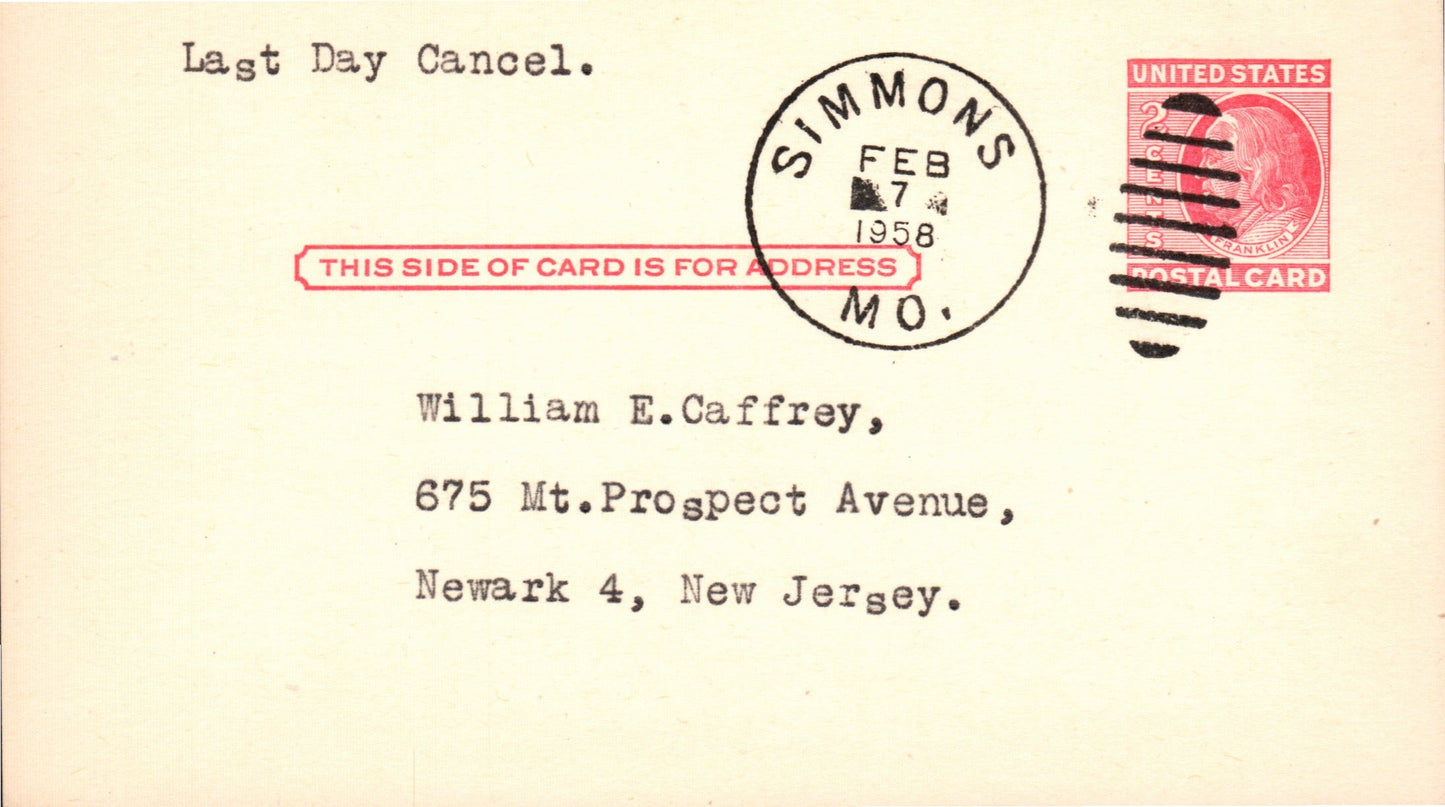 Last Day Cancel.
SIMMONS
FEB
7
1958
MO.
UNITED STATES
2 CENTS
FRANKLIN
POSTAL CARD
THIS SIDE OF CARD IS FOR ADDRESS
William E.Caffrey,
675 Mt.Prospect Avenue,
Newark 4, New Jersey.